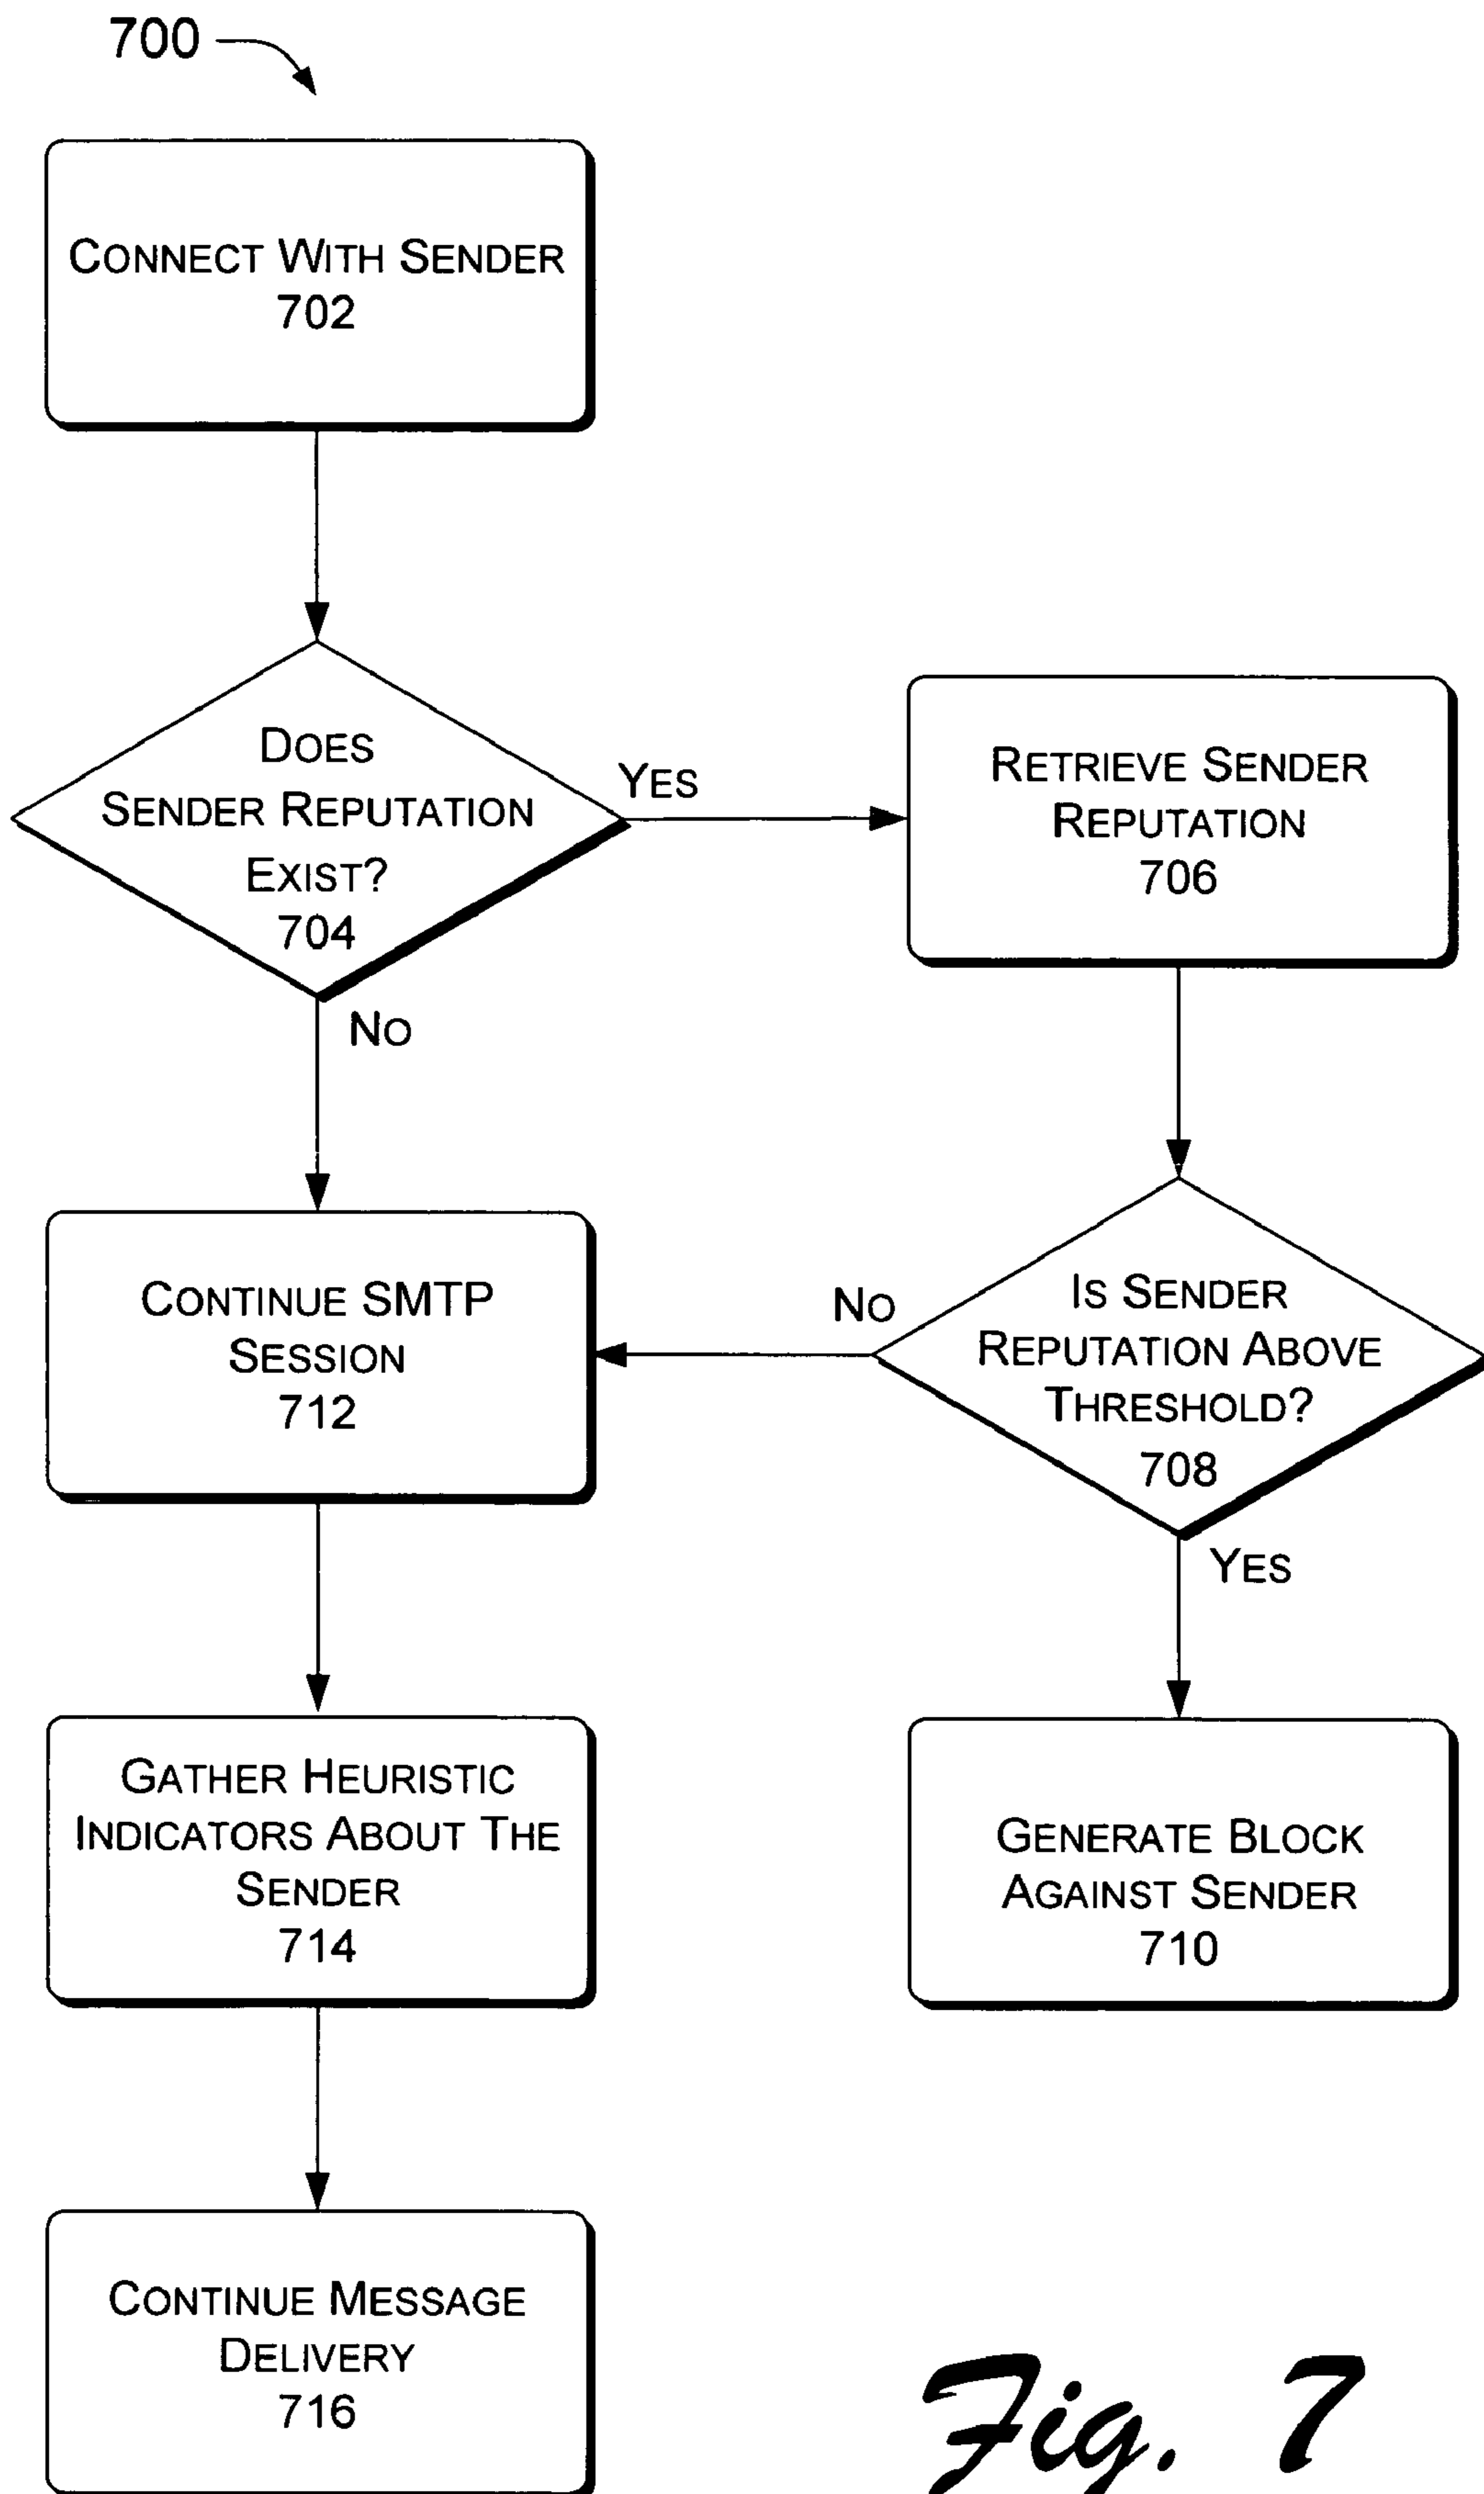 700
CONNECT WITH SENDER
702
DOES
SENDER REPUTATION
EXIST?
704
YES
NO
RETRIEVE SENDER
REPUTATION
706
IS SENDER
REPUTATION ABOVE
THRESHOLD?
708
NO
YES
CONTINUE SMTP
SESSION
712
GENERATE BLOCK
AGAINST SENDER
710
GATHER HEURISTIC
INDICATORS ABOUT THE
SENDER
714
CONTINUE MESSAGE
DELIVERY
716
Fig. 7